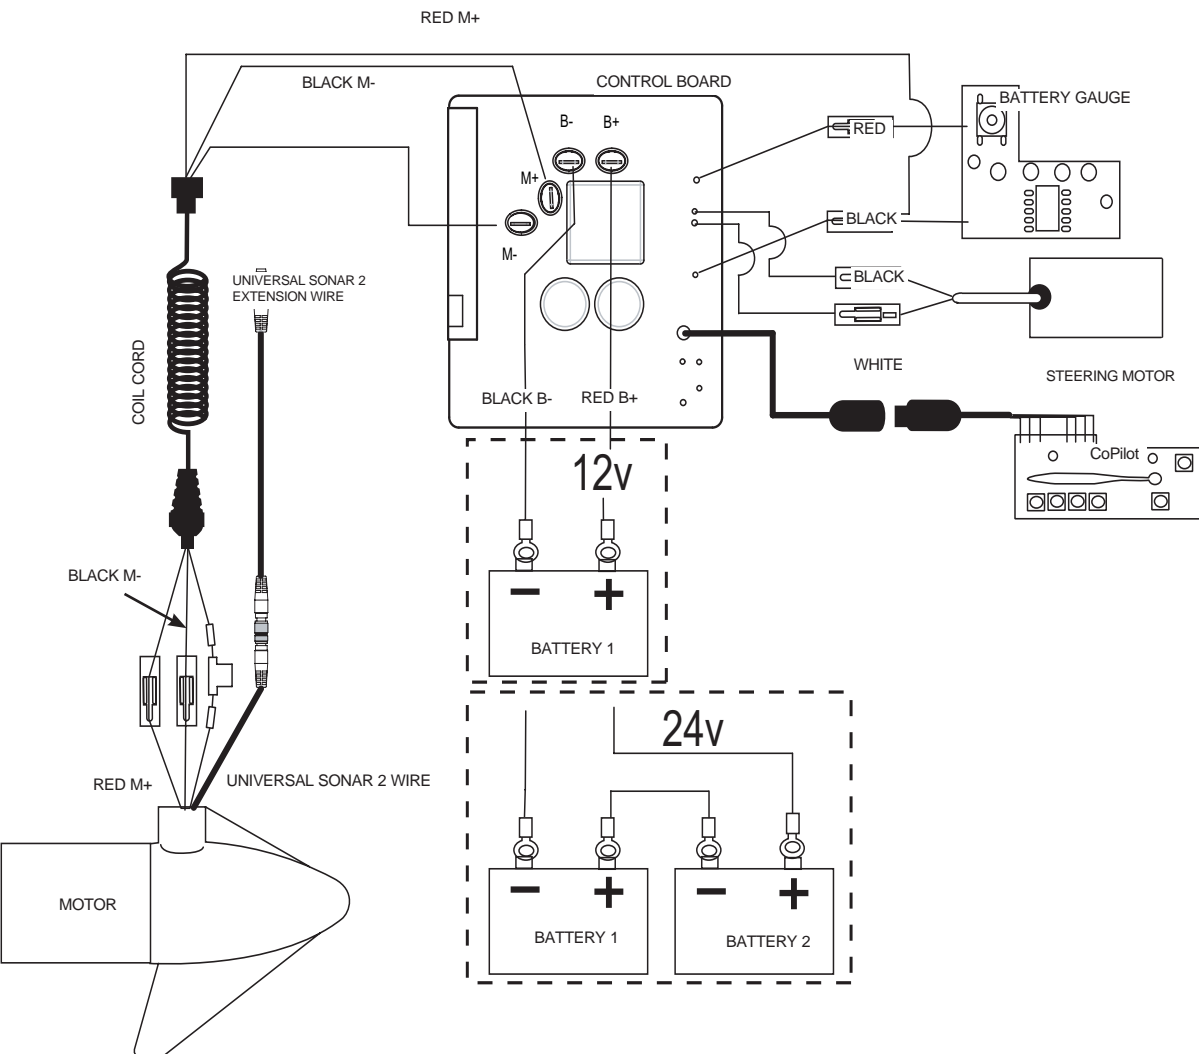 RED M+
BLACK M-
CONTROL BOARD
BATTERY GAUGE
B-
B+
RED
M+
BLACK
M-
UNIVERSAL SONAR 2
EXTENSION WIRE
BLACK
COIL CORD
WHITE
STEERING MOTOR
BLACK B-
RED B+
CoPilot
12v
BLACK M-
BATTERY 1
24v
RED M+
UNIVERSAL SONAR 2 WIRE
MOTOR
BATTERY 1
BATTERY 2